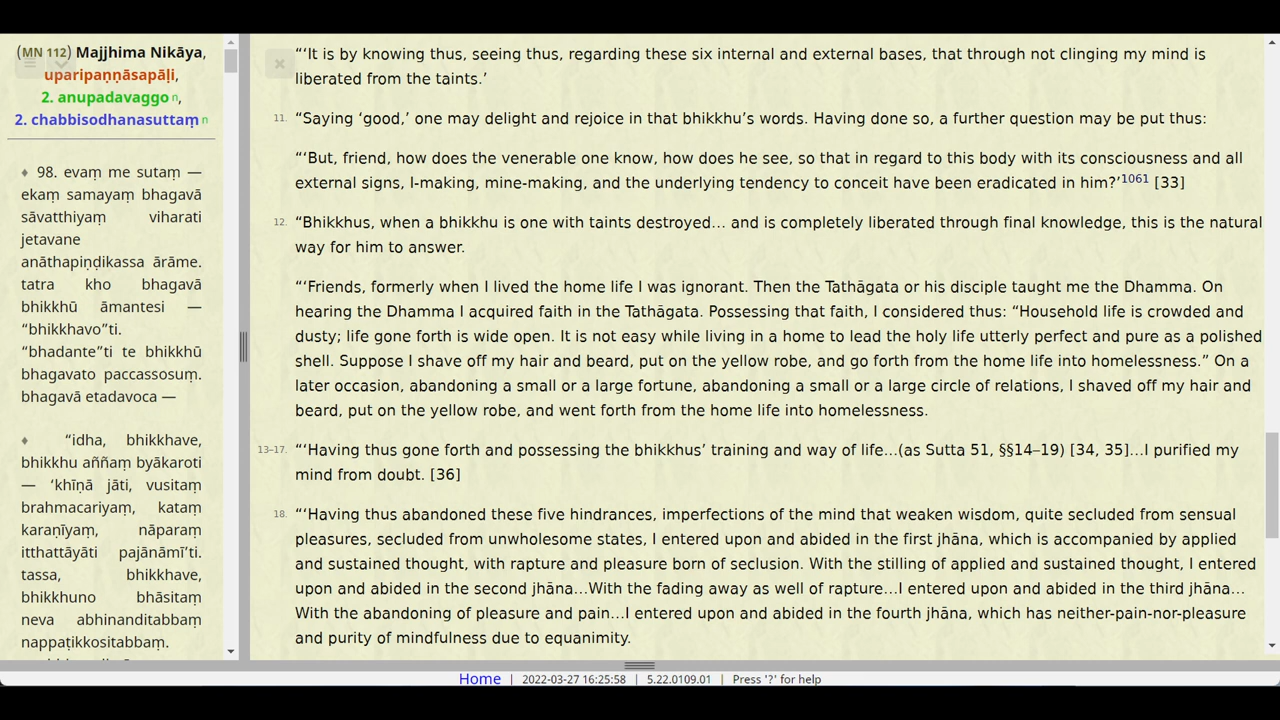 (MN 112) Majjhima Nikāya,
uparipaṇṇāsapāḷi,
2. anupadavaggo n,
2. chabbisodhanasuttaṃ n
♦ 98. evaṃ me sutaṃ —
ekaṃ samayaṃ bhagavā
sāvatthiyaṃ viharati
jetavane
anāthapiṇḍikassa ārāme.
tatra kho bhagavā
bhikkhū āmantesi —
“bhikkhavo”ti.
“bhadante”ti te bhikkhū
bhagavato paccassosuṃ.
bhagavā etadavoca —
♦ “idha, bhikkhave,
bhikkhu aññaṃ byākaroti
— ‘khīṇā jāti, vusitaṃ
brahmacariyaṃ, kataṃ
karaṇīyaṃ, nāparaṃ
itthattāyāti pajānāmī’ti.
tassa, bhikkhave,
bhikkhuno bhāsitaṃ
neva abhinanditabbaṃ
nappaṭikkositabbaṃ.
“‘It is by knowing thus, seeing thus, regarding these six internal and external bases, that through not clinging my mind is
liberated from the taints.’
11. “Saying ‘good,’ one may delight and rejoice in that bhikkhu’s words. Having done so, a further question may be put thus:
“‘But, friend, how does the venerable one know, how does he see, so that in regard to this body with its consciousness and all
external signs, I-making, mine-making, and the underlying tendency to conceit have been eradicated in him?’1061 [33]
12. “Bhikkhus, when a bhikkhu is one with taints destroyed… and is completely liberated through final knowledge, this is the natural
way for him to answer.
“‘Friends, formerly when I lived the home life I was ignorant. Then the Tathāgata or his disciple taught me the Dhamma. On
hearing the Dhamma I acquired faith in the Tathāgata. Possessing that faith, I considered thus: “Household life is crowded and
dusty; life gone forth is wide open. It is not easy while living in a home to lead the holy life utterly perfect and pure as a polished
shell. Suppose I shave off my hair and beard, put on the yellow robe, and go forth from the home life into homelessness.” On a
later occasion, abandoning a small or a large fortune, abandoning a small or a large circle of relations, I shaved off my hair and
beard, put on the yellow robe, and went forth from the home life into homelessness.
13–17. “‘Having thus gone forth and possessing the bhikkhus’ training and way of life…(as Sutta 51, §§14–19) [34, 35]…I purified my
mind from doubt. [36]
18. “‘Having thus abandoned these five hindrances, imperfections of the mind that weaken wisdom, quite secluded from sensual
pleasures, secluded from unwholesome states, I entered upon and abided in the first jhāna, which is accompanied by applied
and sustained thought, with rapture and pleasure born of seclusion. With the stilling of applied and sustained thought, I entered
upon and abided in the second jhāna…With the fading away as well of rapture…I entered upon and abided in the third jhāna…
With the abandoning of pleasure and pain…I entered upon and abided in the fourth jhāna, which has neither-pain-nor-pleasure
and purity of mindfulness due to equanimity.
Home | 2022-03-27 16:25:58 | 5.22.0109.01 | Press '?' for help